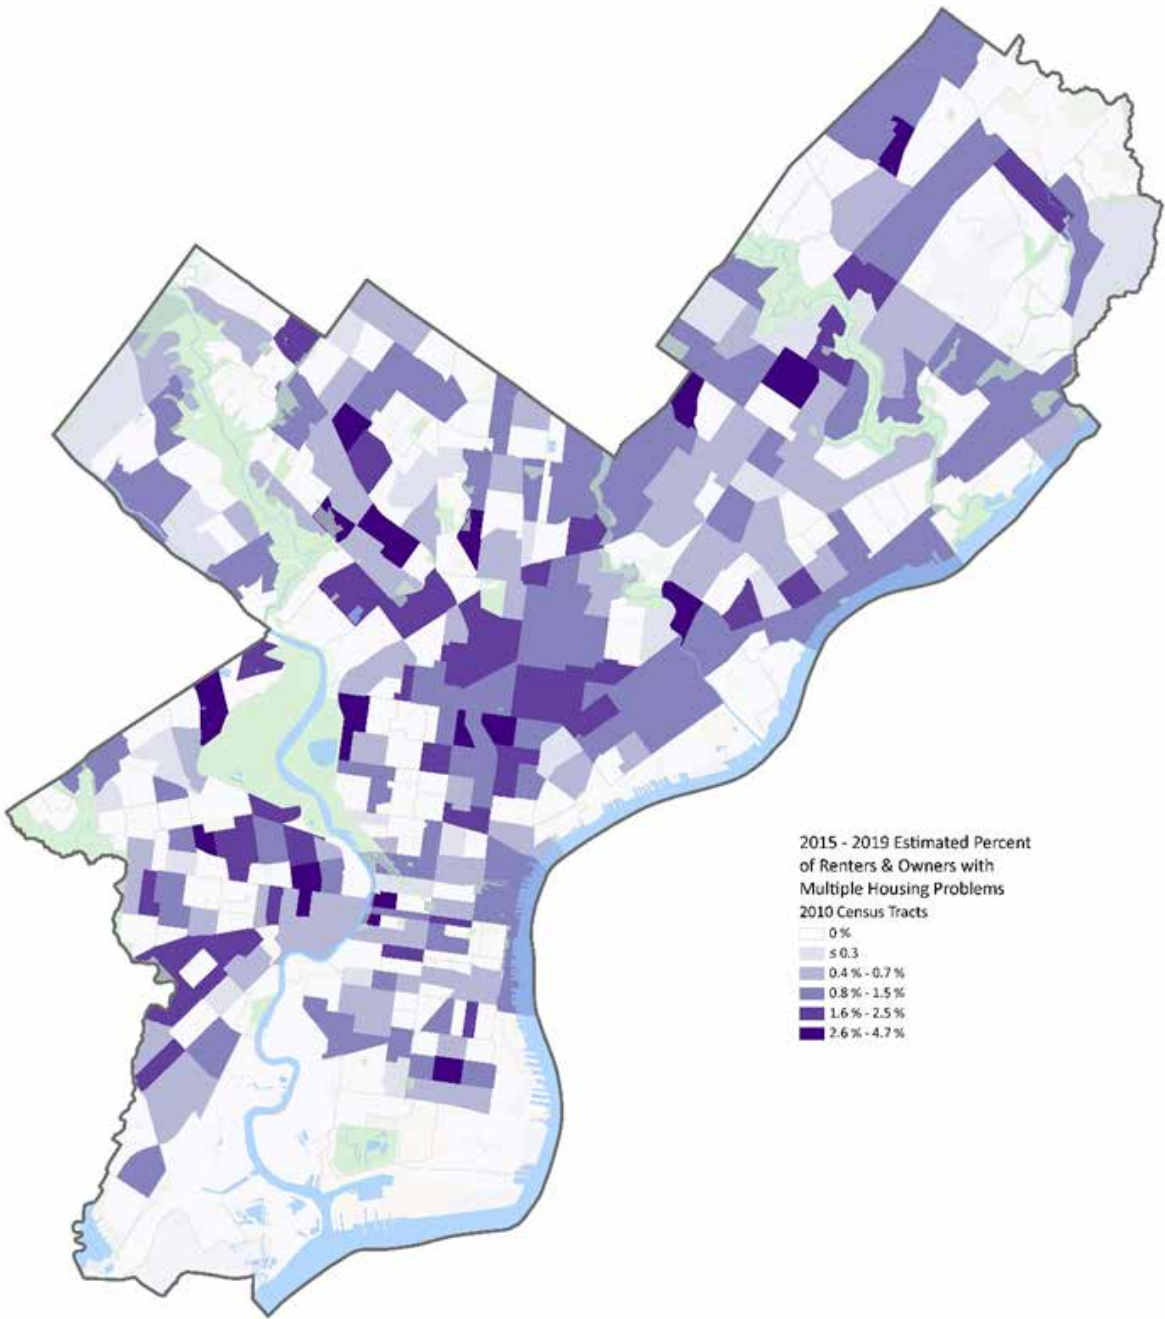 2015 - 2019 Estimated Percent
of Renters & Owners with
Multiple Housing Problems
2010 Census Tracts
0 %
≤ 0.3
0.4 % - 0.7 %
0.8 % - 1.5 %
1.6 % - 2.5 %
2.6 % - 4.7 %